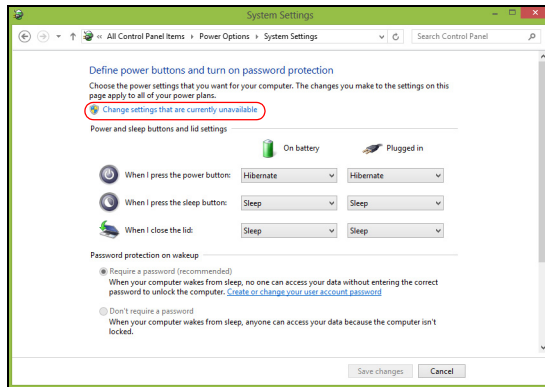 System Settings
« All Control Panel Items ▸ Power Options ▸ System Settings
Search Control Panel
Define power buttons and turn on password protection
Choose the power settings that you want for your computer. The changes you make to the settings on this
page apply to all of your power plans.
Change settings that are currently unavailable
Power and sleep buttons and lid settings
On battery Plugged in
When I press the power button: Hibernate Hibernate
When I press the sleep button: Sleep Sleep
When I close the lid: Sleep Sleep
Password protection on wakeup
Require a password (recommended)
When your computer wakes from sleep, no one can access your data without entering the correct
password to unlock the computer. Create or change your user account password
Don't require a password
When your computer wakes from sleep, anyone can access your data because the computer isn't
locked.
Save changes Cancel